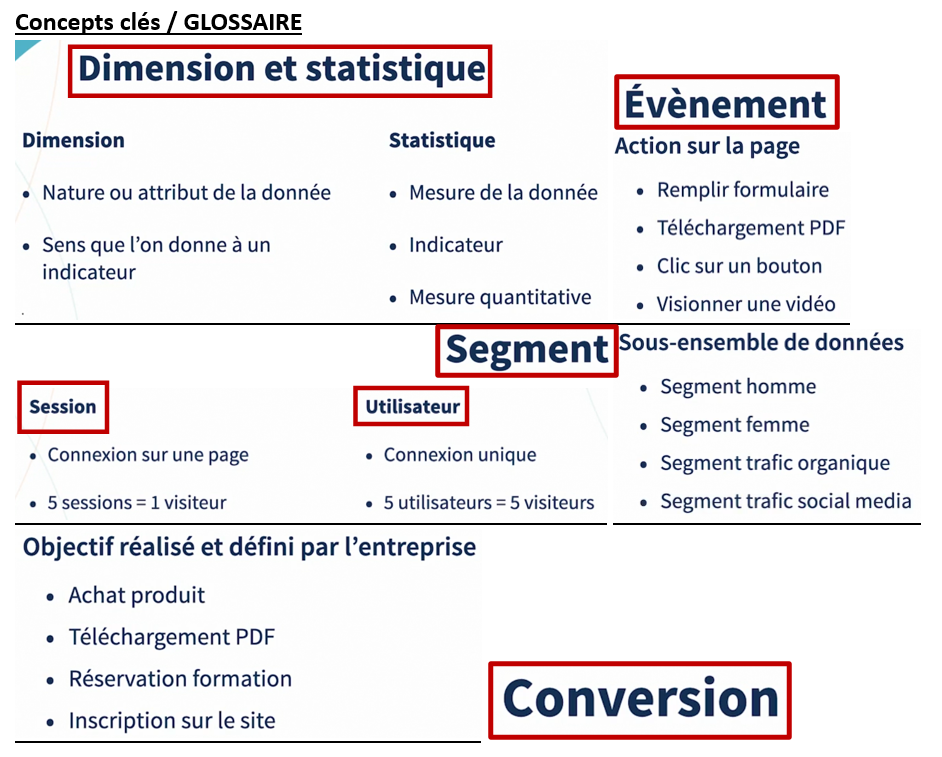 Concepts clés / GLOSSAIRE
Dimension et statistique
Dimension
• Nature ou attribut de la donnée
• Sens que l’on donne à un
indicateur
Statistique
• Mesure de la donnée
• Indicateur
• Mesure quantitative
Évènement
Action sur la page
• Remplir formulaire
• Téléchargement PDF
• Clic sur un bouton
• Visionner une vidéo
Session
• Connexion sur une page
• 5 sessions = 1 visiteur
Utilisateur
• Connexion unique
• 5 utilisateurs = 5 visiteurs
Segment
Sous-ensemble de données
• Segment homme
• Segment femme
• Segment trafic organique
• Segment trafic social media
Objectif réalisé et défini par l’entreprise
• Achat produit
• Téléchargement PDF
• Réservation formation
• Inscription sur le site
Conversion